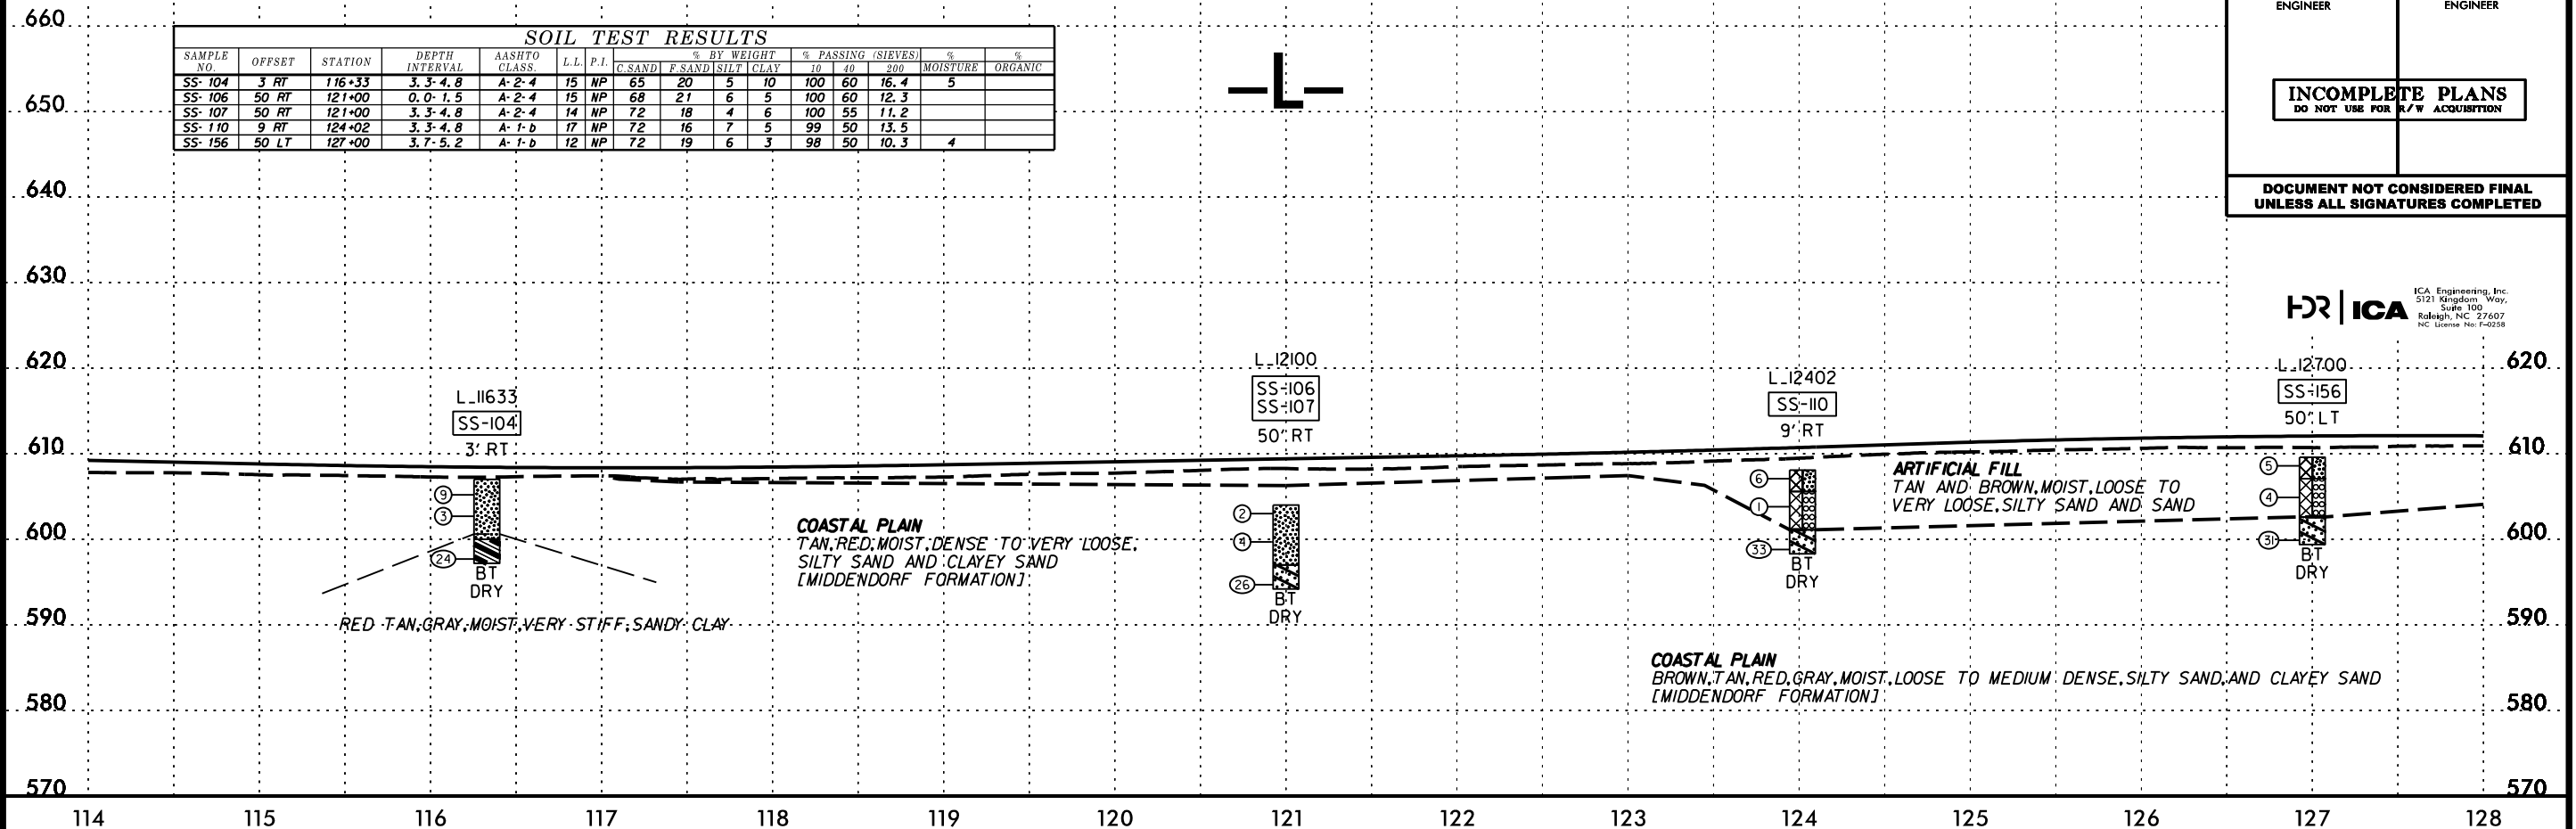 660
ENGINEER ENGINEER
SOIL TEST RESULTS
SAMPLE NO. OFFSET STATION DEPTH INTERVAL AASHTO CLASS. L.L. P.I. % BY WEIGHT % PASSING (SIEVES) % MOISTURE % ORGANIC
C.SAND F.SAND SILT CLAY 10 40 200
SS-104 3 RT 116+33 3.3-4.8 A-2-4 15 NP 65 20 5 10 100 60 16.4 5
SS-106 50 RT 121+00 0.0-1.5 A-2-4 15 NP 68 21 6 5 100 60 12.3
SS-107 50 RT 121+00 3.3-4.8 A-2-4 14 NP 72 18 4 6 100 55 11.2
SS-110 9 RT 124+02 3.3-4.8 A-1-b 17 NP 72 16 7 5 99 50 13.5
SS-156 50 LT 127+00 3.7-5.2 A-1-b 12 NP 72 19 6 3 98 50 10.3 4
650
L
INCOMPLETE PLANS
DO NOT USE FOR R/W ACQUISITION
640
DOCUMENT NOT CONSIDERED FINAL
UNLESS ALL SIGNATURES COMPLETED
630
HDR ICA
ICA Engineering, Inc.
5121 Kingdom Way,
Suite 100
Raleigh, NC 27607
NC License No: F-0258
620 620
L_11633
SS-104
3' RT
L_12100
SS-106
SS-107
50' RT
L_12402
SS-110
9' RT
L_12700
SS-156
50' LT
610 610
9
3
24
BT
DRY
2
4
26
BT
DRY
6
1
33
BT
DRY
5
4
31
BT
DRY
COASTAL PLAIN
TAN,RED,MOIST,DENSE TO VERY LOOSE,
SILTY SAND AND CLAYEY SAND
[MIDDENDORF FORMATION]
ARTIFICIAL FILL
TAN AND BROWN,MOIST,LOOSE TO
VERY LOOSE,SILTY SAND AND SAND
600 600
RED TAN,GRAY,MOIST,VERY STIFF,SANDY CLAY
590 590
COASTAL PLAIN
BROWN,TAN,RED,GRAY,MOIST,LOOSE TO MEDIUM DENSE,SILTY SAND,AND CLAYEY SAND
[MIDDENDORF FORMATION]
580 580
570 570
114 115 116 117 118 119 120 121 122 123 124 125 126 127 128